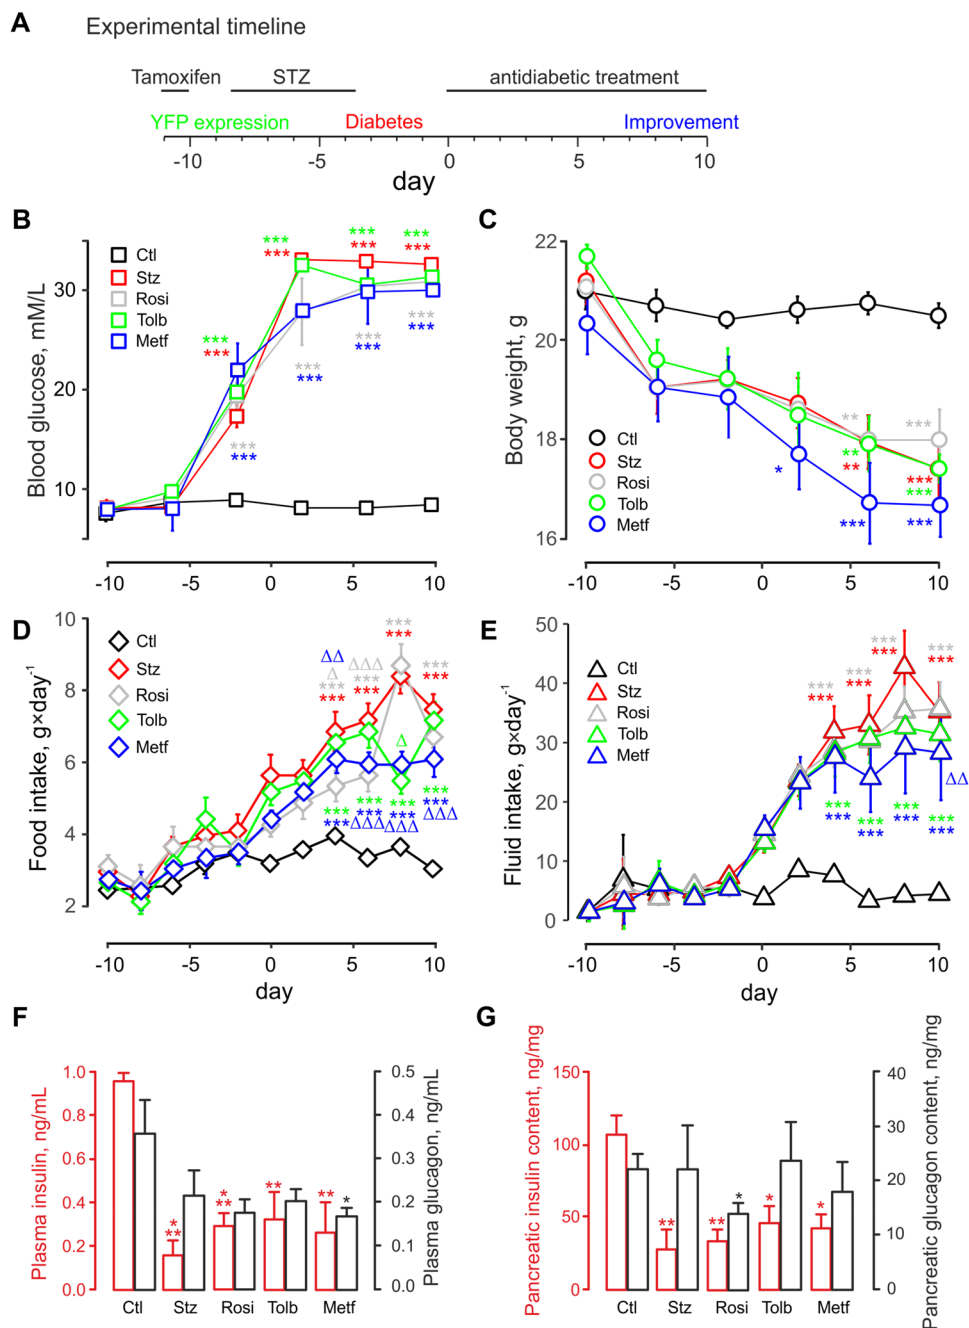 A
Experimental timeline
Tamoxifen STZ antidiabetic treatment
YFP expression Diabetes Improvement
-10 -5 0 5 10
day
B
Blood glucose, mM/L
30
20
10
Ctl
Stz
Rosi
Tolb
Metf
*** *** ***
*** *** ***
***
***
***
*** ***
*** ***
***
***
***
-10 -5 0 5 10
C
Body weight, g
22
20
18
16
Ctl
Stz
Rosi
Tolb
Metf
** ***
**
**
***
***
*
*** ***
-10 -5 0 5 10
D
Food intake, g×day-1
10
8
6
4
2
Ctl
Stz
Rosi
Tolb
Metf
***
***
ΔΔ ΔΔΔ
Δ
*** *** ***
*** *** ***
Δ
*** *** ***
*** *** *** ***
ΔΔΔ ΔΔΔ ΔΔΔ
***
-10 -5 0 5 10
day
E
Fluid intake, g×day-1
50
40
30
20
10
0
Ctl
Stz
Rosi
Tolb
Metf
*** *** *** ***
*** *** *** ***
ΔΔ
*** *** *** ***
*** *** *** ***
-10 -5 0 5 10
day
F
Plasma insulin, ng/mL
1.0
0.8
0.6
0.4
0.2
0.0
Plasma glucagon, ng/mL
0.5
0.4
0.3
0.2
0.1
0.0
*
**
*
**
**
**
*
Ctl Stz Rosi Tolb Metf
G
Pancreatic insulin content, ng/mg
150
100
50
0
Pancreatic glucagon content, ng/mg
40
30
20
10
0
**
**
*
*
*
Ctl Stz Rosi Tolb Metf